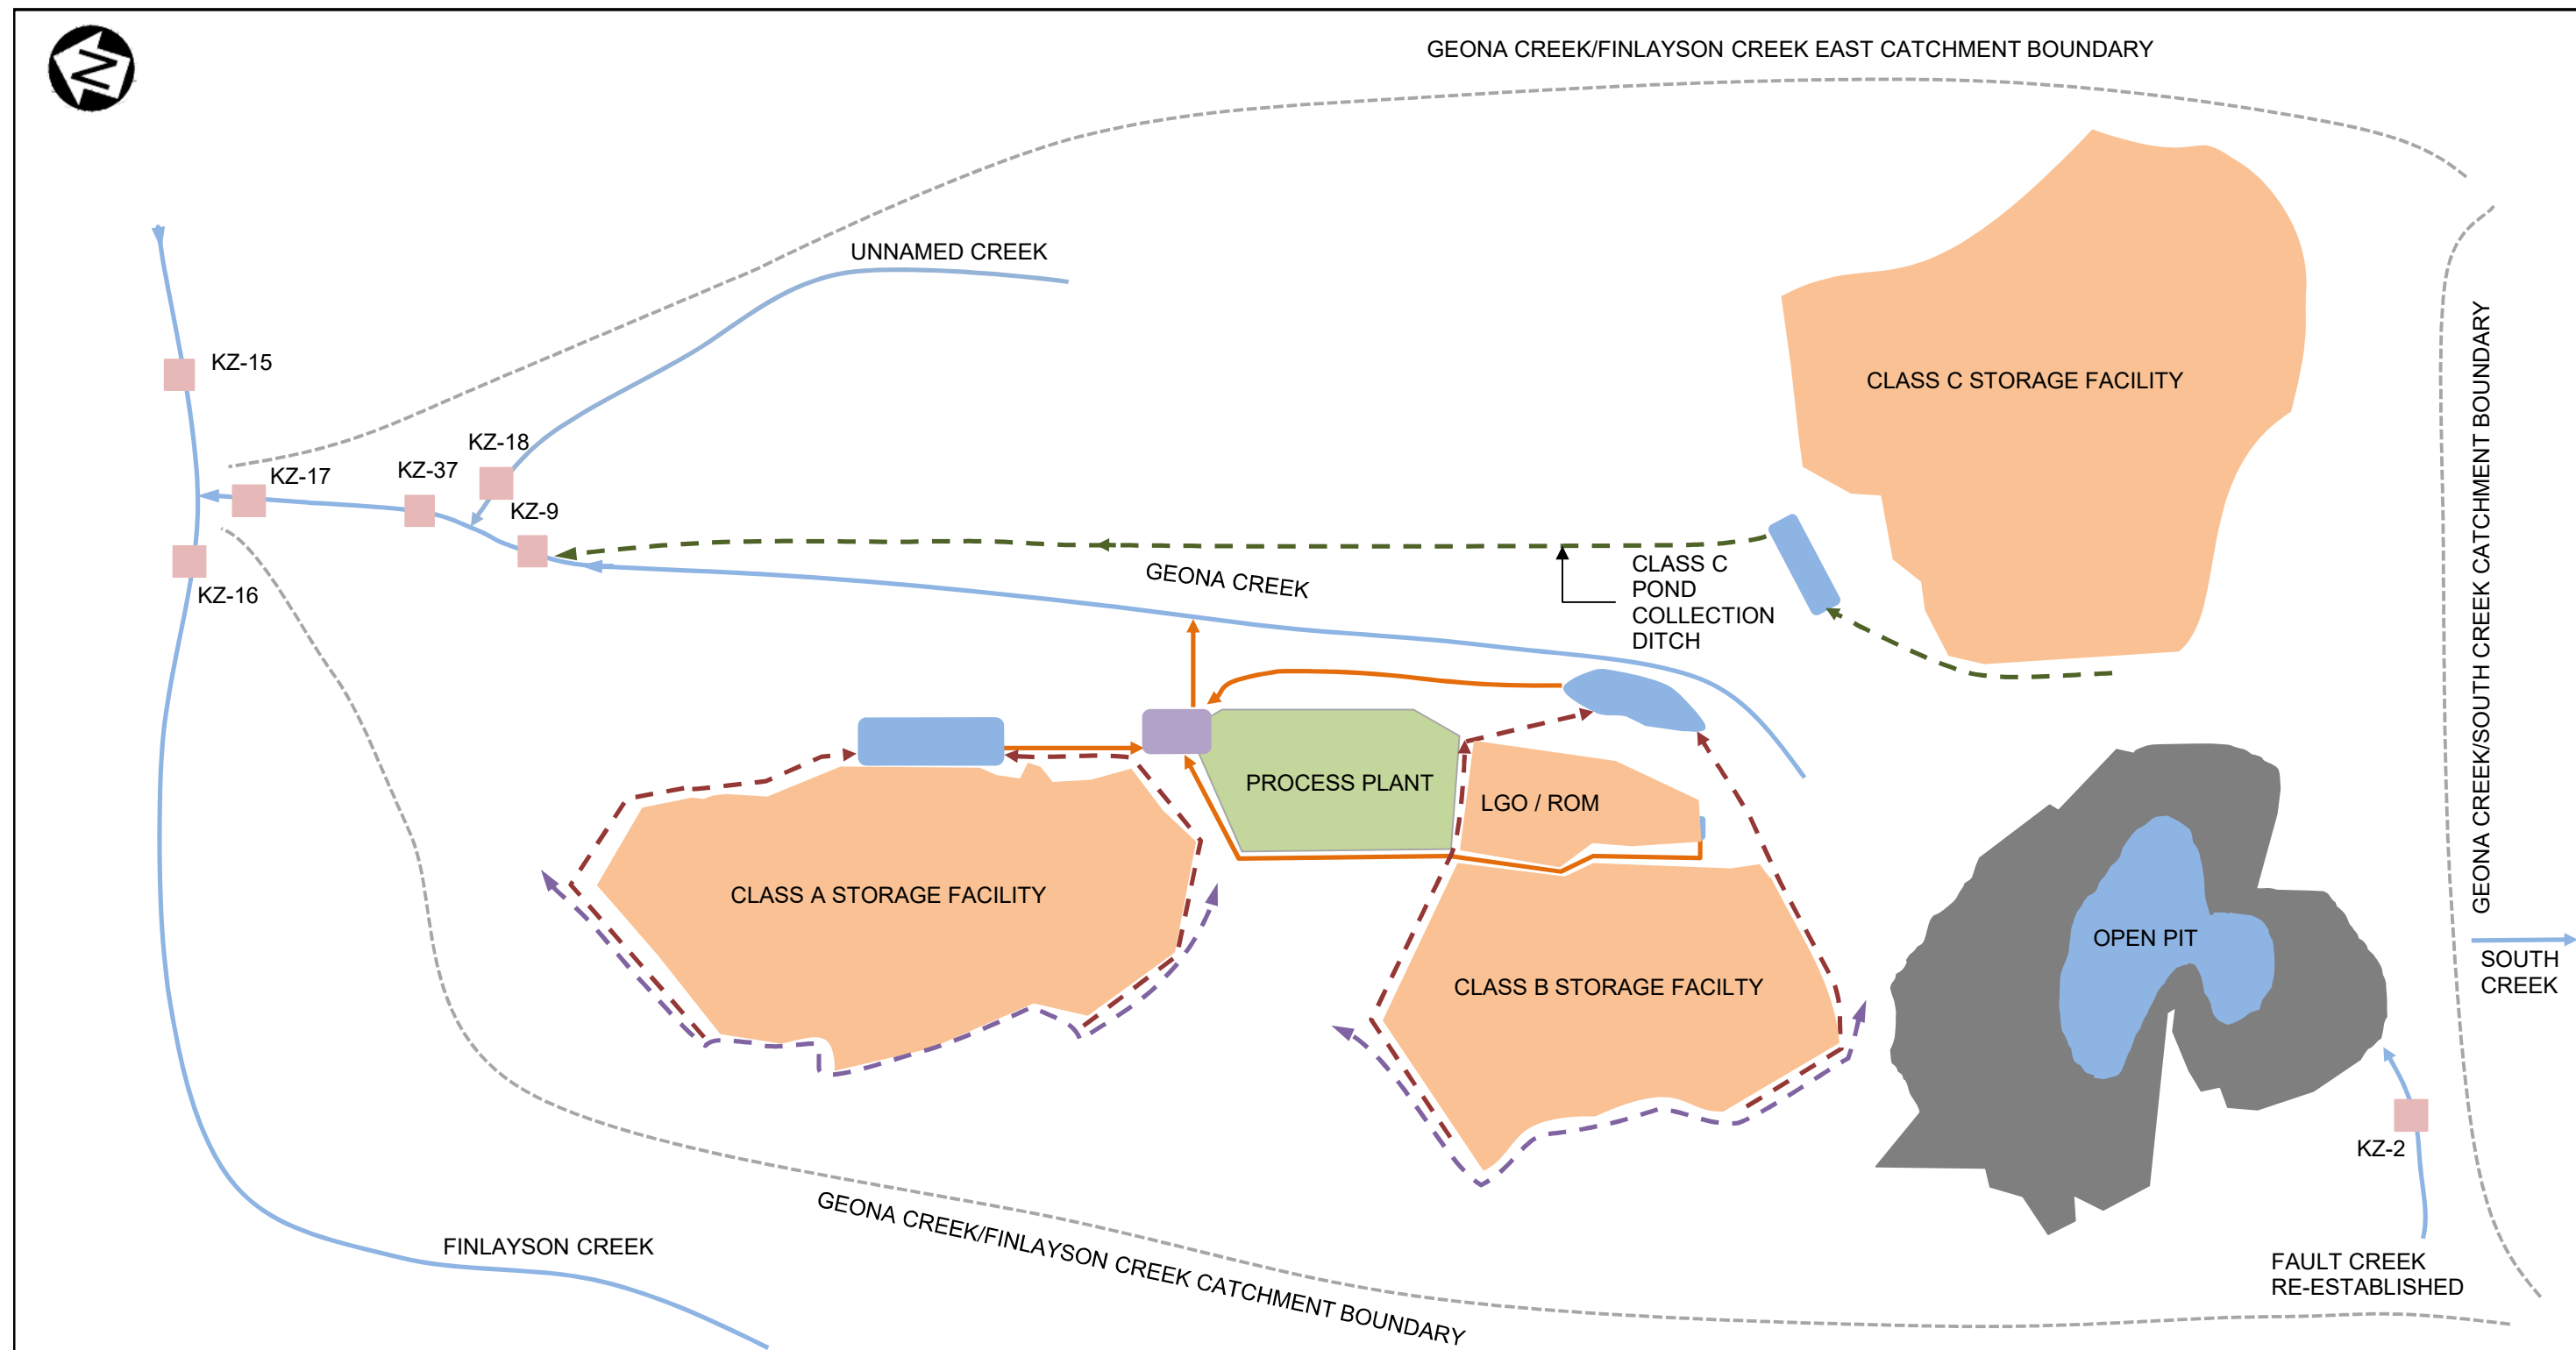 GEONA CREEK/FINLAYSON CREEK EAST CATCHMENT BOUNDARY
N
UNNAMED CREEK
KZ-15
CLASS C STORAGE FACILITY
KZ-18
KZ-37
KZ-17
KZ-9
GEONA CREEK/SOUTH CREEK CATCHMENT BOUNDARY
GEONA CREEK
CLASS C
POND
COLLECTION
DITCH
KZ-16
PROCESS PLANT
LGO / ROM
CLASS A STORAGE FACILITY
OPEN PIT
SOUTH
CREEK
CLASS B STORAGE FACILTY
KZ-2
GEONA CREEK/FINLAYSON CREEK CATCHMENT BOUNDARY
FINLAYSON CREEK
FAULT CREEK
RE-ESTABLISHED